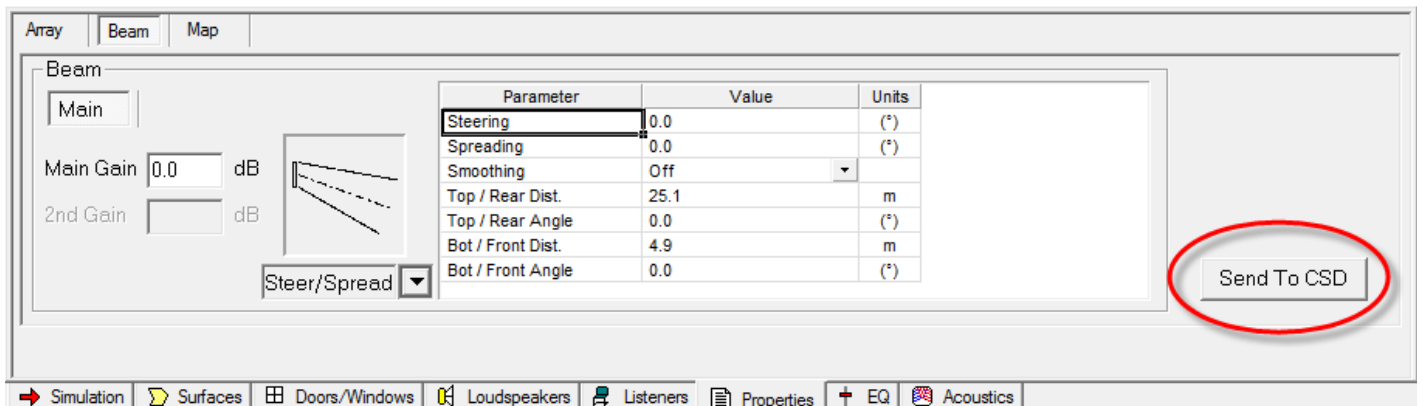 Array Beam Map
Beam
Main
Main Gain 0.0 dB
2nd Gain dB
Steer/Spread
Parameter Value Units
Steering 0.0 (°)
Spreading 0.0 (°)
Smoothing Off
Top / Rear Dist. 25.1 m
Top / Rear Angle 0.0 (°)
Bot / Front Dist. 4.9 m
Bot / Front Angle 0.0 (°)
Send To CSD
Simulation Surfaces Doors/Windows Loudspeakers Listeners Properties EQ Acoustics